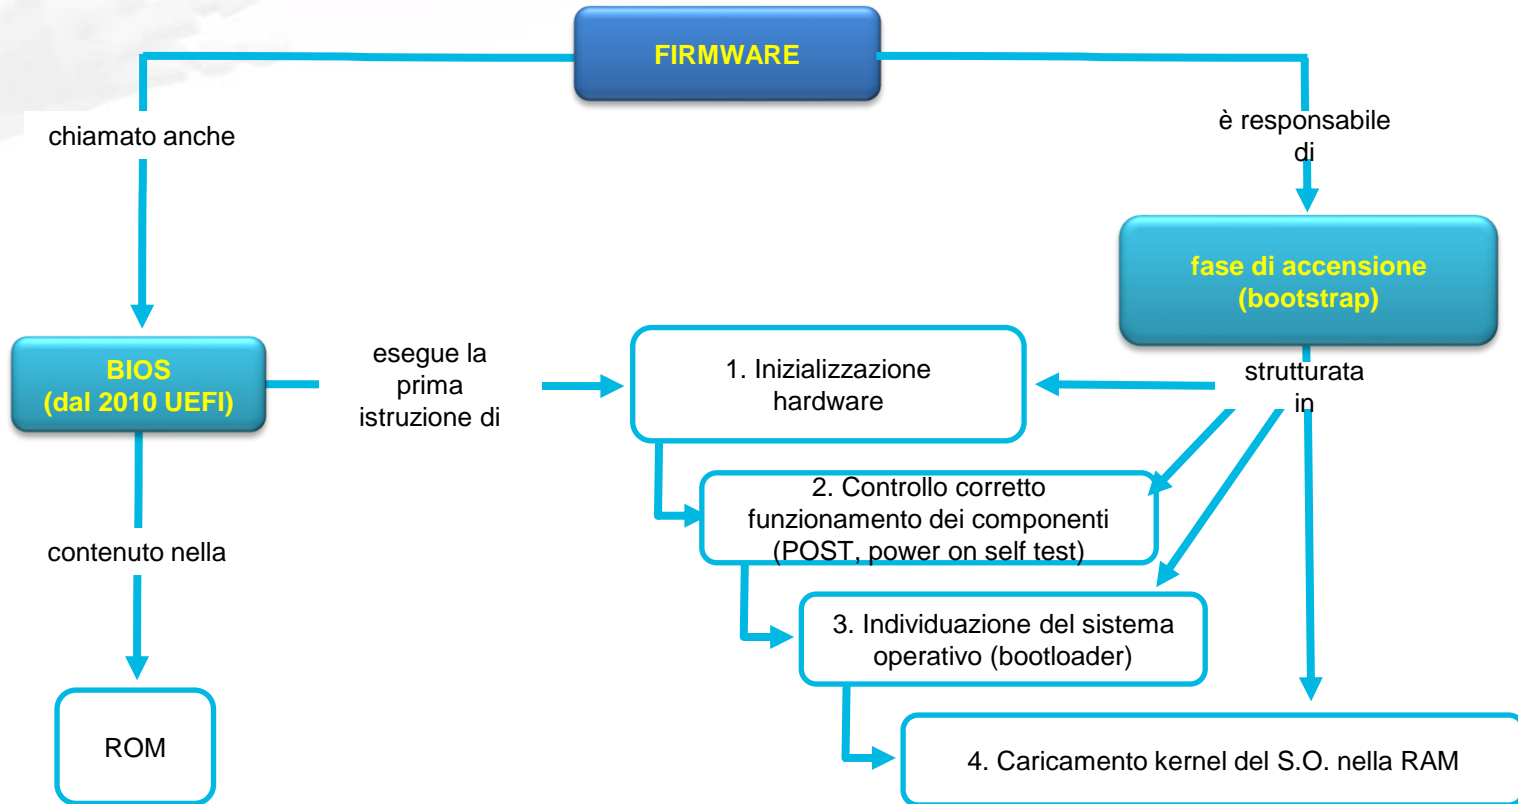 FIRMWARE
chiamato anche
è responsabile
di
fase di accensione
(bootstrap)
BIOS
(dal 2010 UEFI)
esegue la
prima
istruzione di
1. Inizializzazione
hardware
strutturata
in
2. Controllo corretto
funzionamento dei componenti
(POST, power on self test)
contenuto nella
3. Individuazione del sistema
operativo (bootloader)
ROM
4. Caricamento kernel del S.O. nella RAM